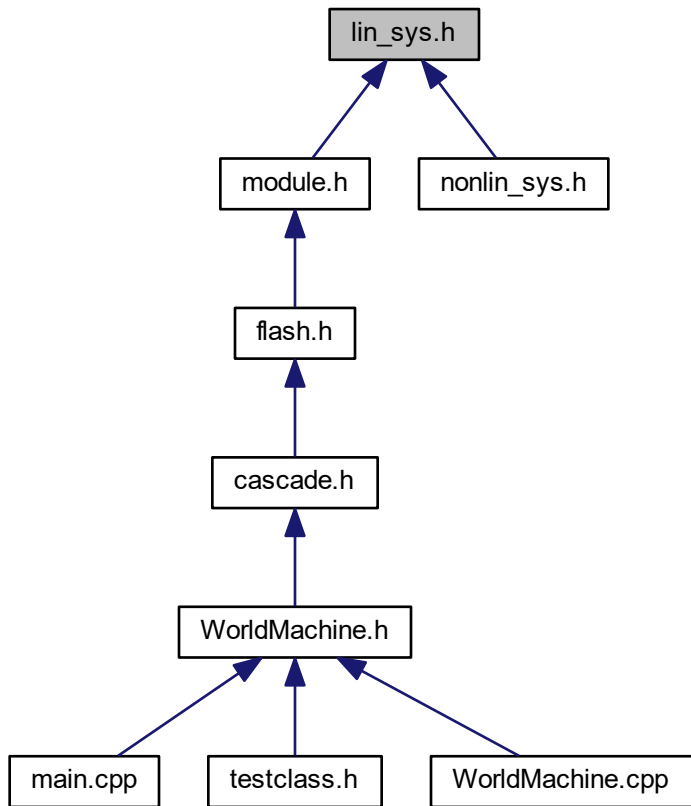 lin_sys.h
module.h
nonlin_sys.h
flash.h
cascade.h
WorldMachine.h
main.cpp
testclass.h
WorldMachine.cpp